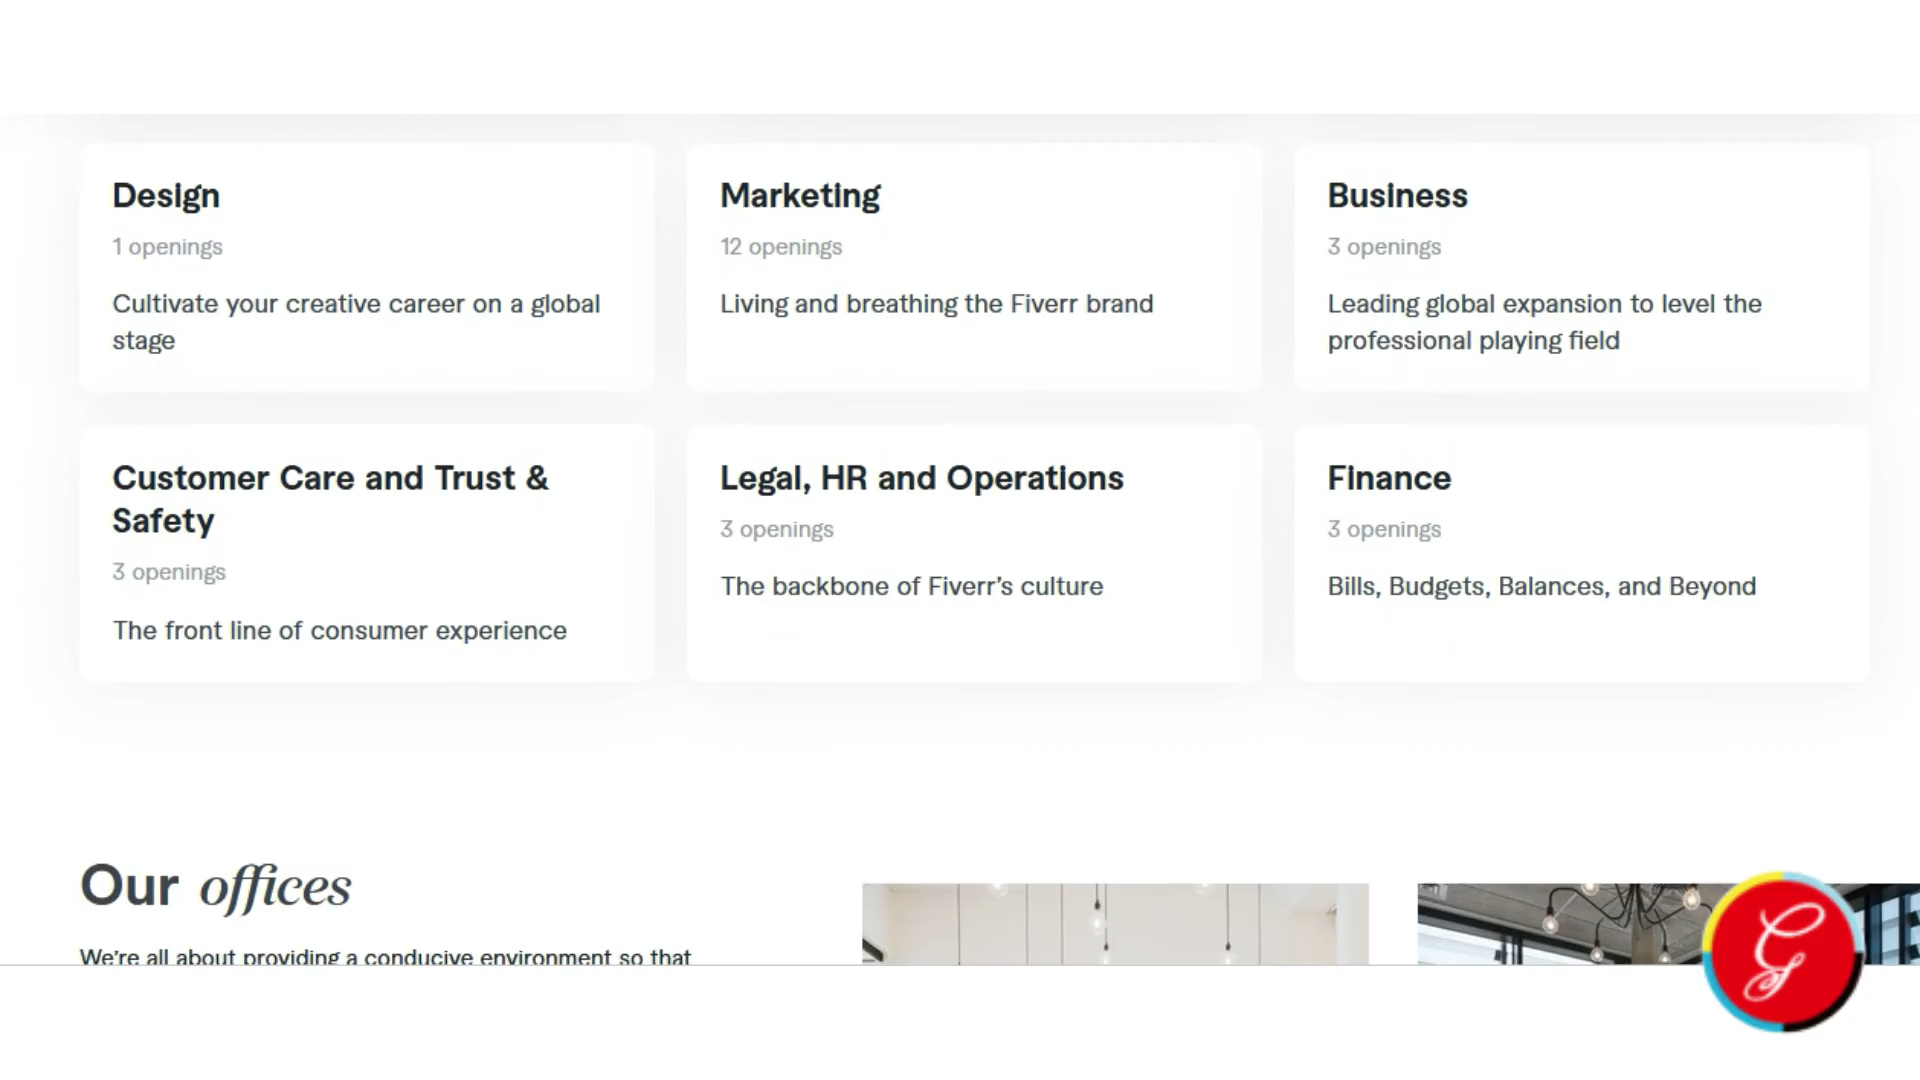 Design
1 openings
Cultivate your creative career on a global
stage
Marketing
12 openings
Living and breathing the Fiverr brand
Business
3 openings
Leading global expansion to level the
professional playing field
Customer Care and Trust &
Safety
3 openings
The front line of consumer experience
Legal, HR and Operations
3 openings
The backbone of Fiverr’s culture
Finance
3 openings
Bills, Budgets, Balances, and Beyond
Our offices
We’re all about providing a conducive environment so that
G